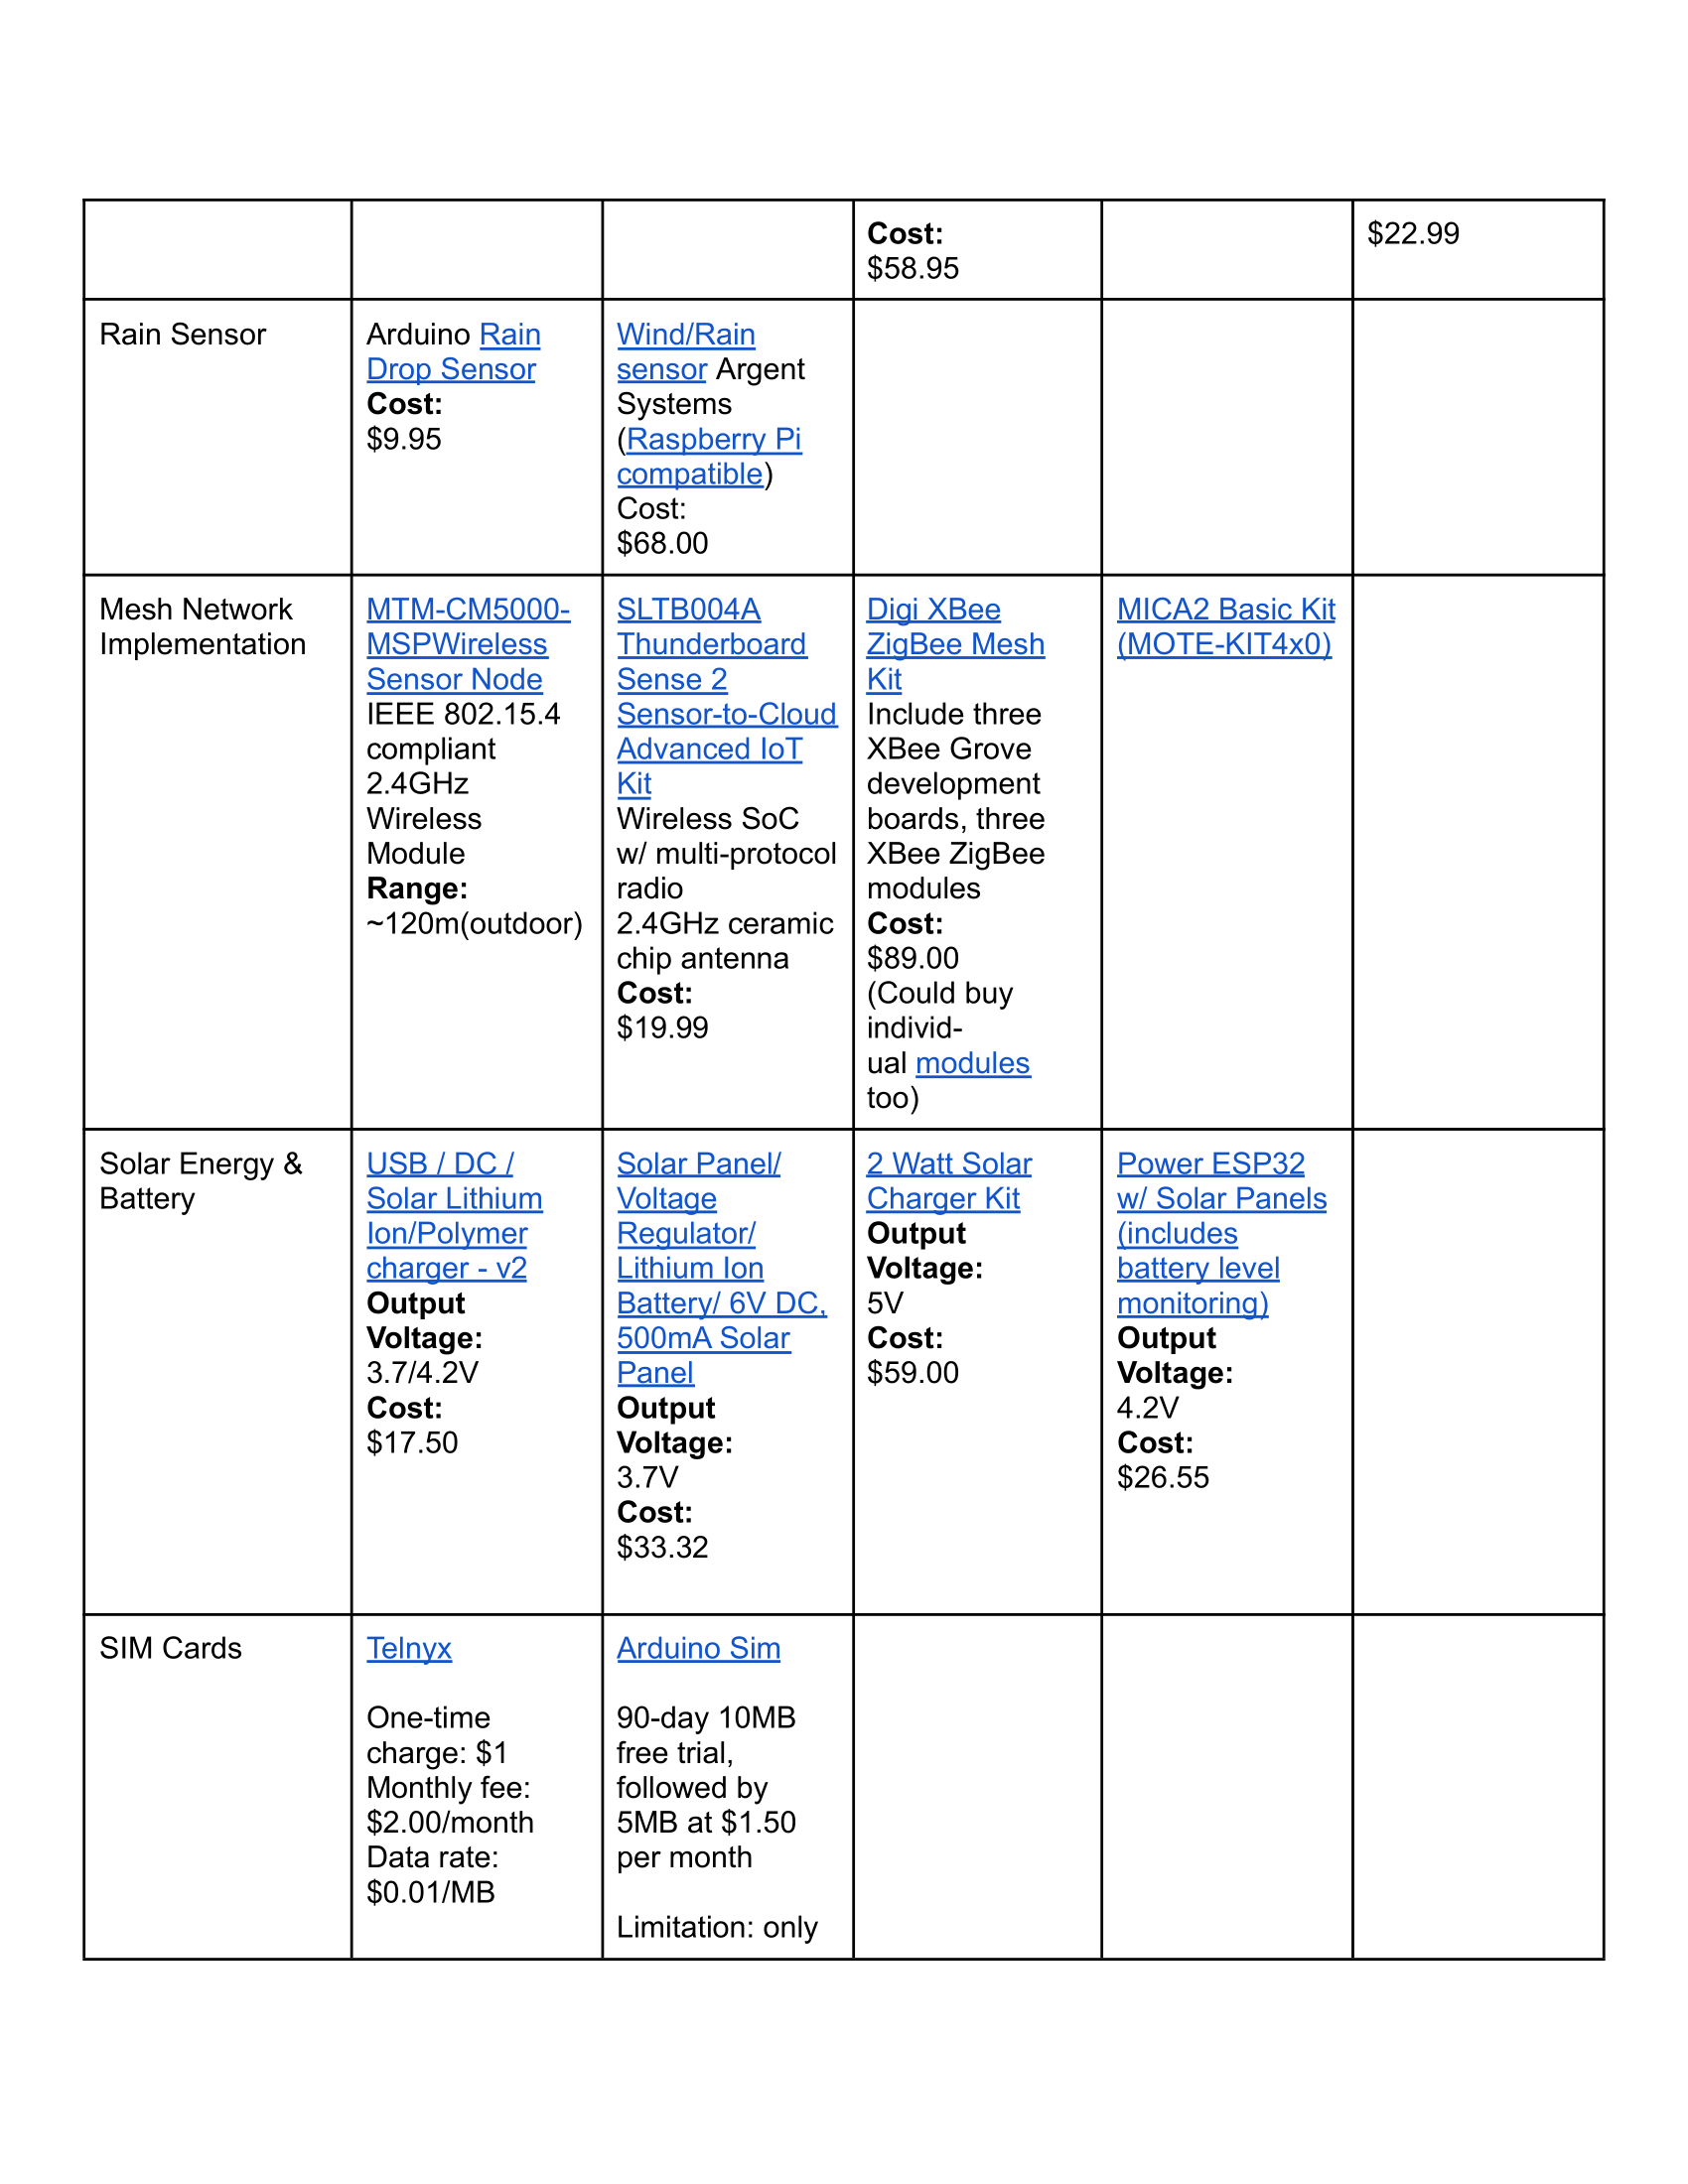 Cost:
$58.95
$22.99
Rain Sensor
Arduino Rain
Drop Sensor
Cost:
$9.95
Wind/Rain
sensor Argent
Systems
(Raspberry Pi
compatible)
Cost:
$68.00
Mesh Network
Implementation
MTM-CM5000-
MSPWireless
Sensor Node
IEEE 802.15.4
compliant
2.4GHz
Wireless
Module
Range:
~120m(outdoor)
SLTB004A
Thunderboard
Sense 2
Sensor-to-Cloud
Advanced IoT
Kit
Wireless SoC
w/ multi-protocol
radio
2.4GHz ceramic
chip antenna
Cost:
$19.99
Digi XBee
ZigBee Mesh
Kit
Include three
XBee Grove
development
boards, three
XBee ZigBee
modules
Cost:
$89.00
(Could buy
individ-
ual modules
too)
MICA2 Basic Kit
(MOTE-KIT4x0)
Solar Energy &
Battery
USB / DC /
Solar Lithium
Ion/Polymer
charger - v2
Output
Voltage:
3.7/4.2V
Cost:
$17.50
Solar Panel/
Voltage
Regulator/
Lithium Ion
Battery/ 6V DC,
500mA Solar
Panel
Output
Voltage:
3.7V
Cost:
$33.32
2 Watt Solar
Charger Kit
Output
Voltage:
5V
Cost:
$59.00
Power ESP32
w/ Solar Panels
(includes
battery level
monitoring)
Output
Voltage:
4.2V
Cost:
$26.55
SIM Cards
Telnyx
One-time
charge: $1
Monthly fee:
$2.00/month
Data rate:
$0.01/MB
Arduino Sim
90-day 10MB
free trial,
followed by
5MB at $1.50
per month
Limitation: only